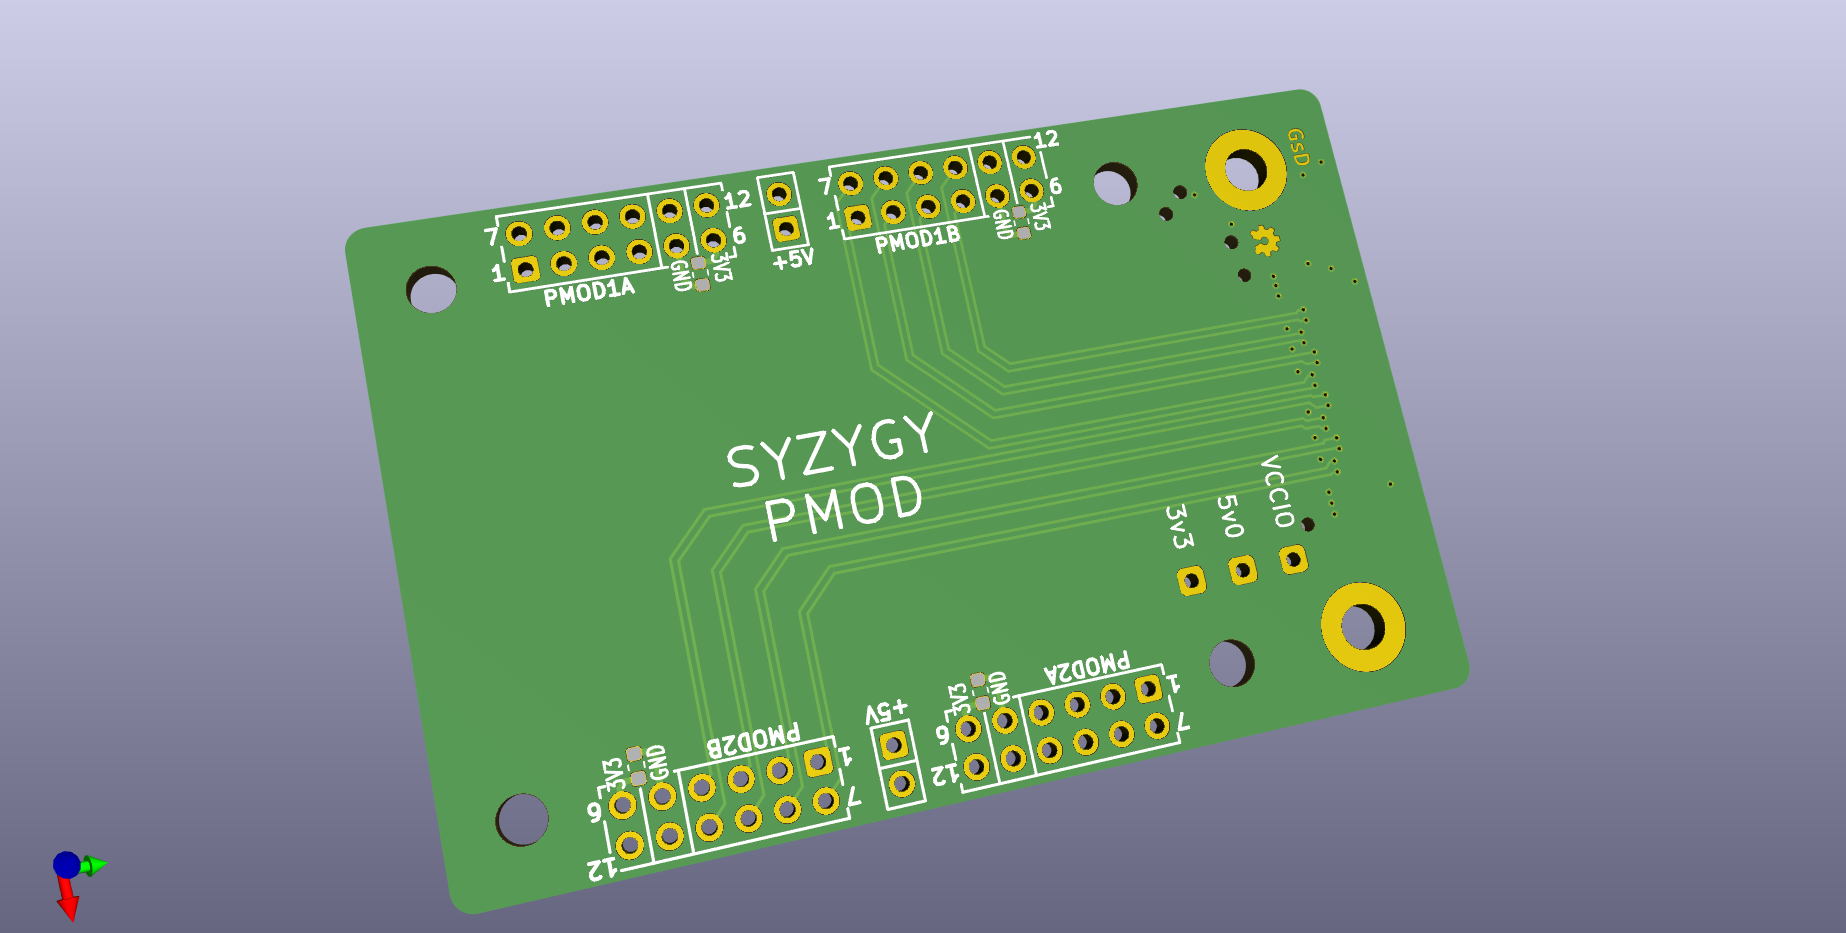 12
7
6
1
PMOD1A
GND
3V3
+5V
12
7
6
1
PMOD1B
GND
3V3
GsD
SYZYGY
PMOD
3v3
5v0
VCCIO
PMOD2A
3V3
GND
1
6
7
12
+5V
PMOD2B
3V3
GND
1
6
7
12